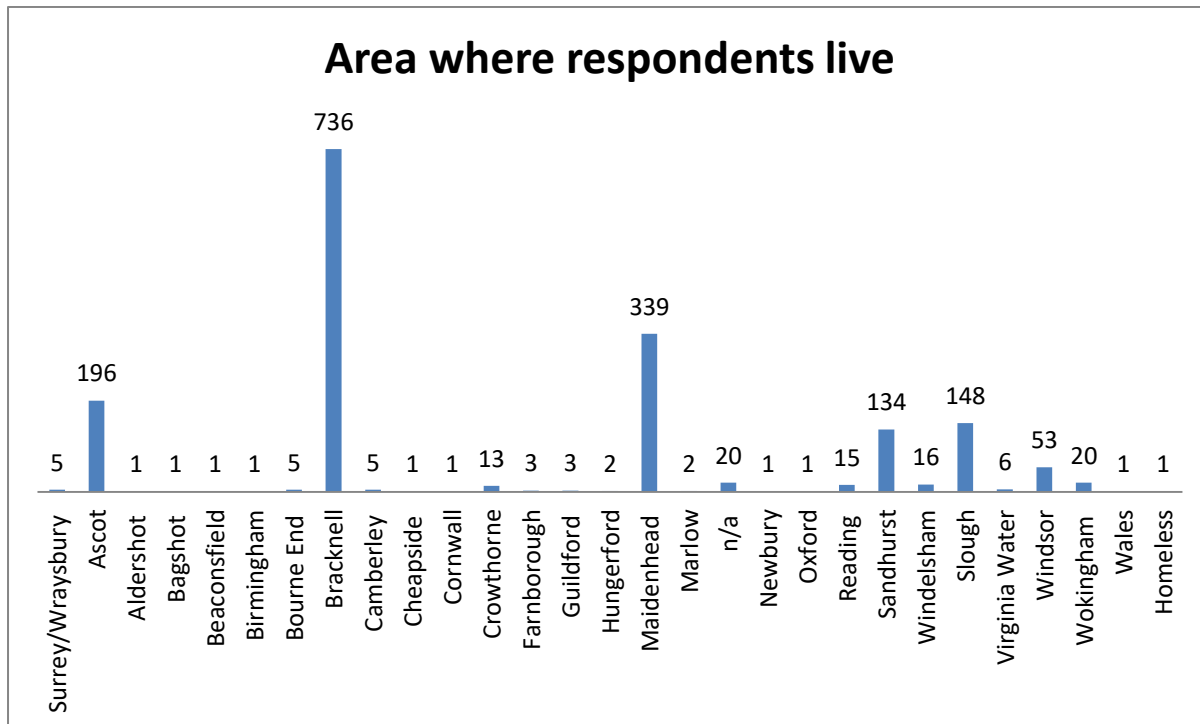 Area where respondents live
736
339
196
148
134
53
5
1
1
1
1
5
5
1
1
13
3
3
2
2
20
1
1
15
16
6
20
1
1
Surrey/Wraysbury
Ascot
Aldershot
Bagshot
Beaconsfield
Birmingham
Bourne End
Bracknell
Camberley
Cheapside
Cornwall
Crowthorne
Farnborough
Guildford
Hungerford
Maidenhead
Marlow
n/a
Newbury
Oxford
Reading
Sandhurst
Windelsham
Slough
Virginia Water
Windsor
Wokingham
Wales
Homeless